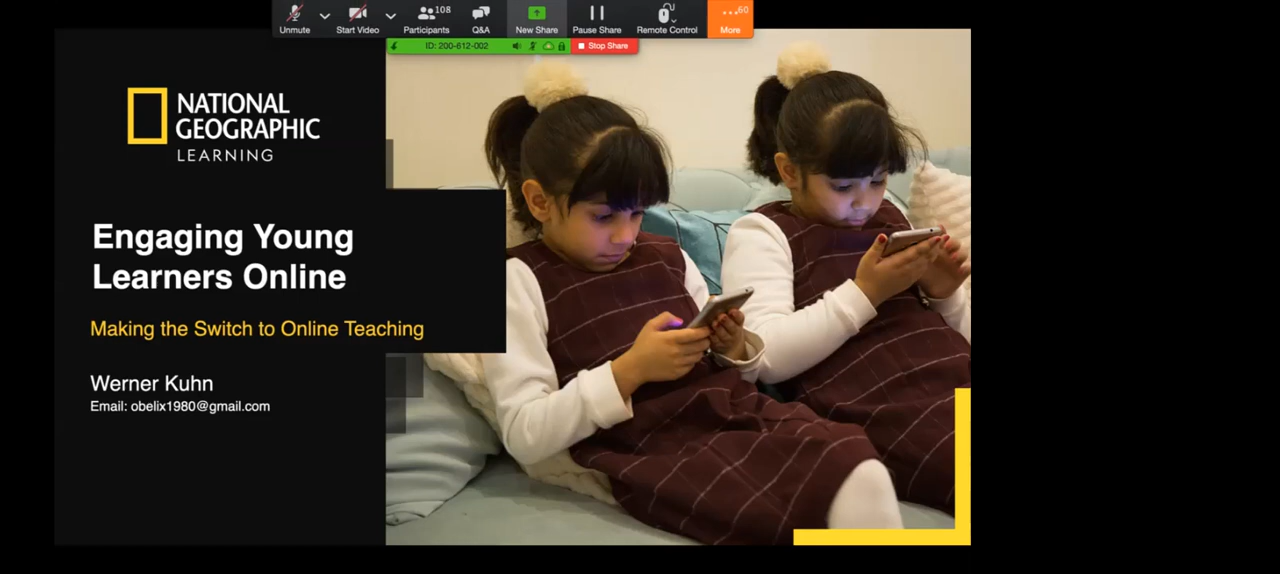 108
60
Unmute
Start Video
Participants
Q&A
New Share
Pause Share
Remote Control
More
ID: 200-612-002
Stop Share
NATIONAL
GEOGRAPHIC
LEARNING
Engaging Young
Learners Online
Making the Switch to Online Teaching
Werner Kuhn
Email: obelix1980@gmail.com